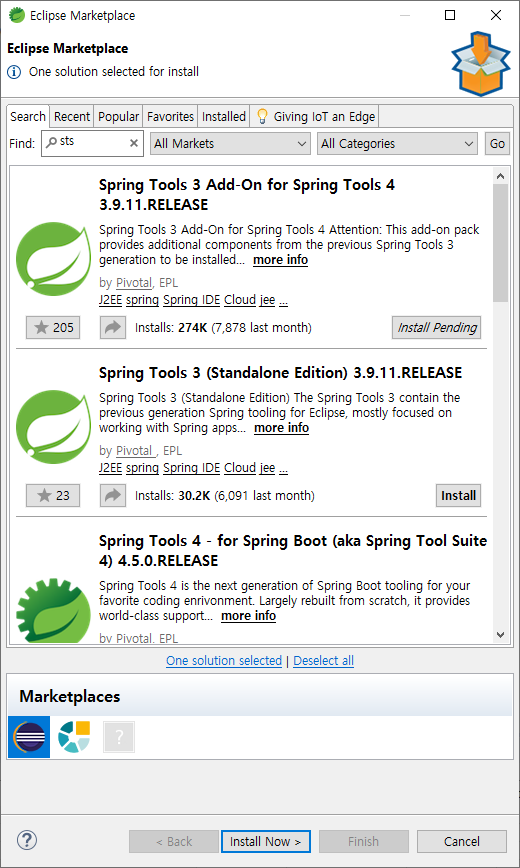 Eclipse Marketplace
Eclipse Marketplace
One solution selected for install
Search Recent Popular Favorites Installed Giving IoT an Edge
Find: sts All Markets All Categories Go
Spring Tools 3 Add-On for Spring Tools 4
3.9.11.RELEASE
Spring Tools 3 Add-On for Spring Tools 4 Attention: This add-on pack
provides additional components from the previous Spring Tools 3
generation to be installed... more info
by Pivotal, EPL
J2EE spring Spring IDE Cloud jee ...
205 Installs: 274K (7,878 last month) Install Pending
Spring Tools 3 (Standalone Edition) 3.9.11.RELEASE
Spring Tools 3 (Standalone Edition) The Spring Tools 3 contain the
previous generation Spring tooling for Eclipse, mostly focused on
working with Spring apps... more info
by Pivotal , EPL
J2EE spring Spring IDE Cloud jee ...
23 Installs: 30.2K (6,091 last month) Install
Spring Tools 4 - for Spring Boot (aka Spring Tool Suite
4) 4.5.0.RELEASE
Spring Tools 4 is the next generation of Spring Boot tooling for your
favorite coding enrivonment. Largely rebuilt from scratch, it provides
world-class support... more info
by Pivotal, EPL
One solution selected | Deselect all
Marketplaces
?
? < Back Install Now > Finish Cancel